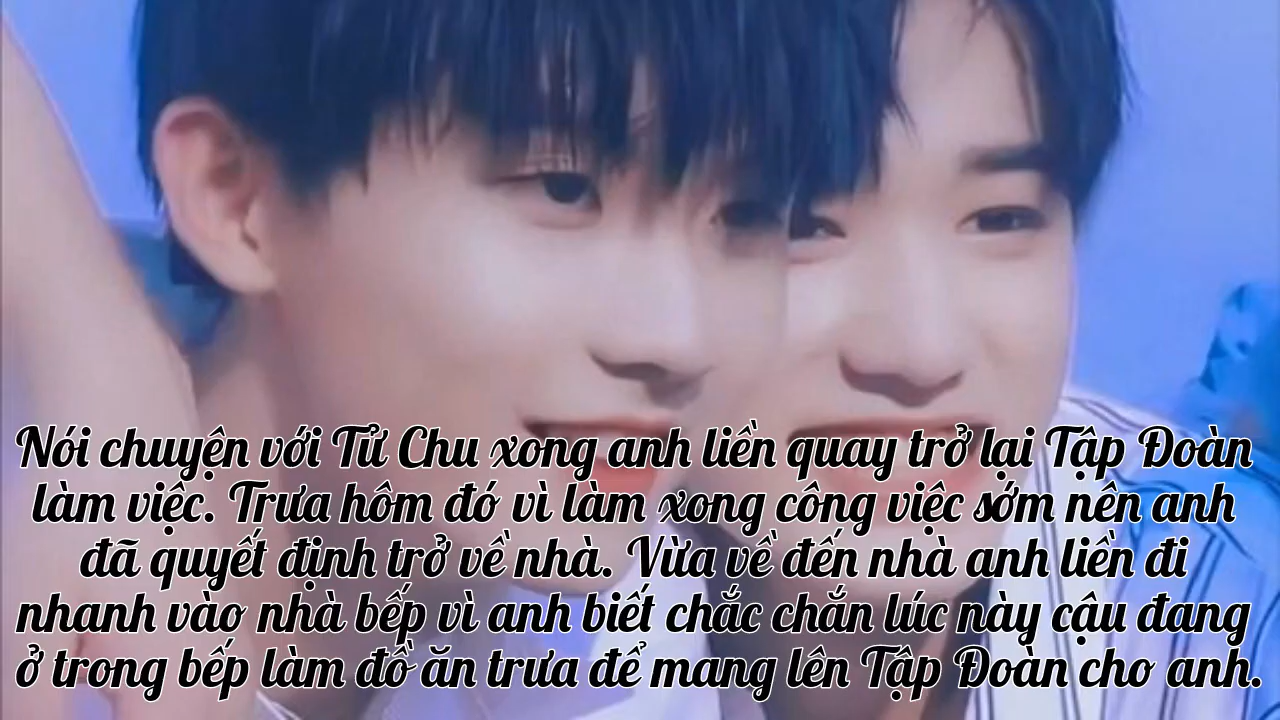 Nói chuyện với Tử Chu xong anh liền quay trở lại Tập Đoàn
làm việc. Trưa hôm đó vì làm xong công việc sớm nên anh
đã quyết định trở về nhà. Vừa về đến nhà anh liền đi
nhanh vào nhà bếp vì anh biết chắc chắn lúc này cậu đang
ở trong bếp làm đồ ăn trưa để mang lên Tập Đoàn cho anh.